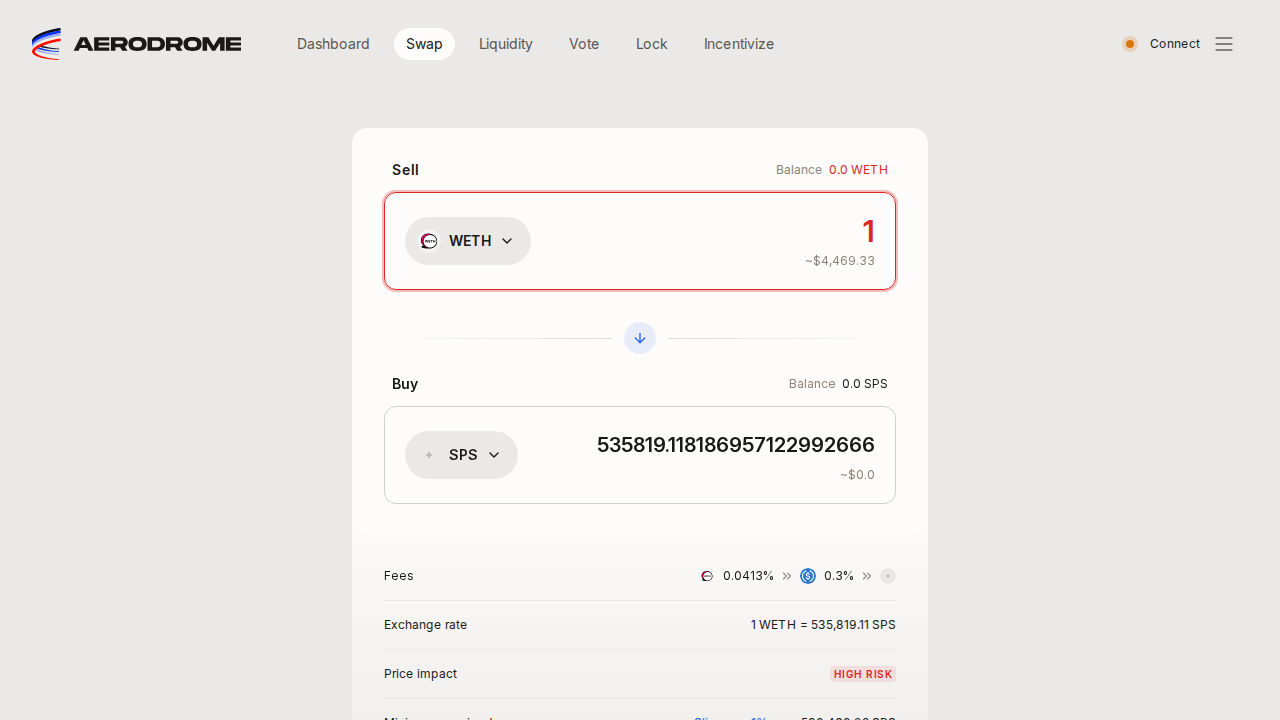 AERODROME Dashboard Swap Liquidity Vote Lock Incentivize Connect
Sell Balance 0.0 WETH
WETH 1
~$4,469.33
Buy Balance 0.0 SPS
SPS 535819.118186957122992666
~$0.0
Fees 0.0413% 0.3%
Exchange rate 1 WETH = 535,819.11 SPS
Price impact HIGH RISK